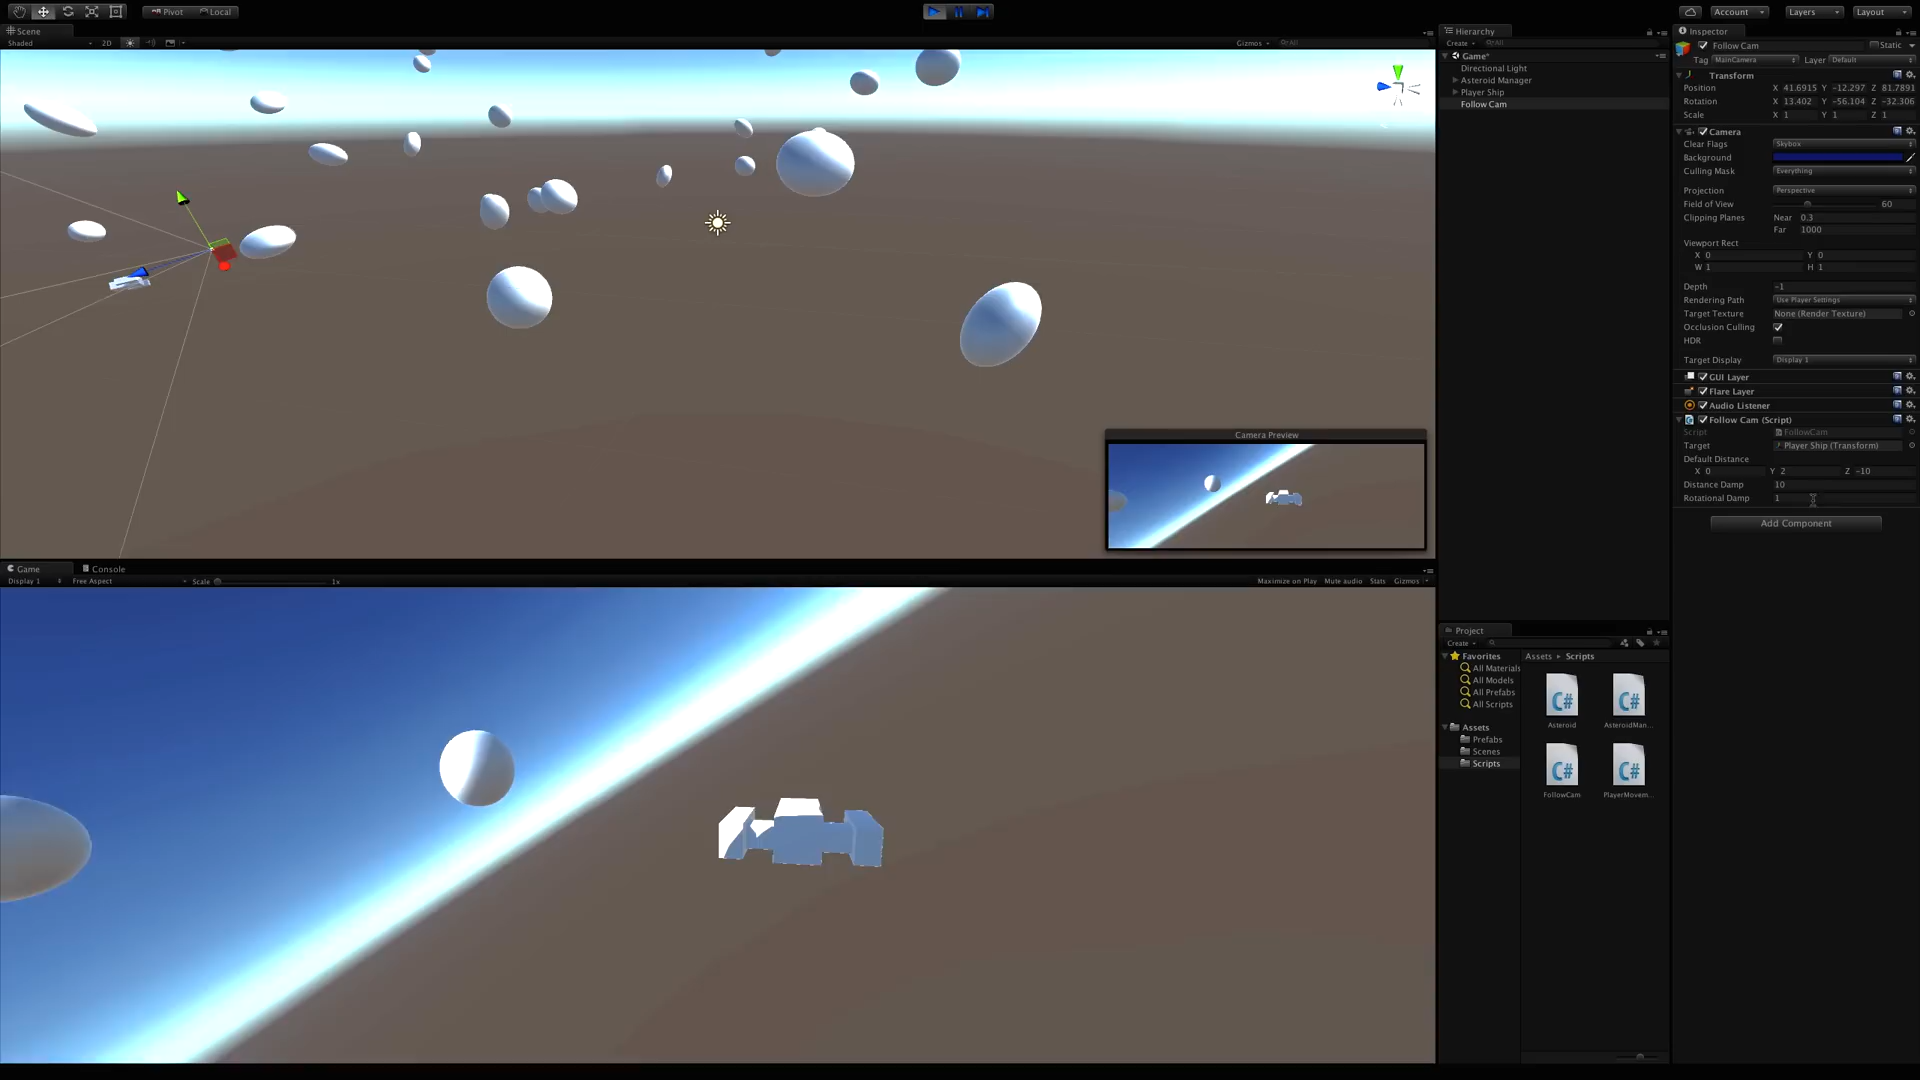 Pivot Local
Account Layers Layout
Scene
Shaded 2D Gizmos All
Camera Preview
Game Console
Display 1 Free Aspect Scale 1x Maximize on Play Mute audio Stats Gizmos
Hierarchy
Create All
Game*
Directional Light
Asteroid Manager
Player Ship
Follow Cam
Project
Create
Favorites
All Materials
All Models
All Prefabs
All Scripts
Assets
Prefabs
Scenes
Scripts
Assets Scripts
C# C#
Asteroid AsteroidMan...
C# C#
FollowCam PlayerMovem...
Inspector
Follow Cam Static
Tag MainCamera Layer Default
Transform
Position X 41.6915 Y -12.297 Z 81.7891
Rotation X 13.402 Y -56.104 Z -32.306
Scale X 1 Y 1 Z 1
Camera
Clear Flags Skybox
Background
Culling Mask Everything
Projection Perspective
Field of View 60
Clipping Planes Near 0.3
Far 1000
Viewport Rect
X 0 Y 0
W 1 H 1
Depth -1
Rendering Path Use Player Settings
Target Texture None (Render Texture)
Occlusion Culling
HDR
Target Display Display 1
GUI Layer
Flare Layer
Audio Listener
Follow Cam (Script)
Script FollowCam
Target Player Ship (Transform)
Default Distance
X 0 Y 2 Z -10
Distance Damp 10
Rotational Damp 1
Add Component